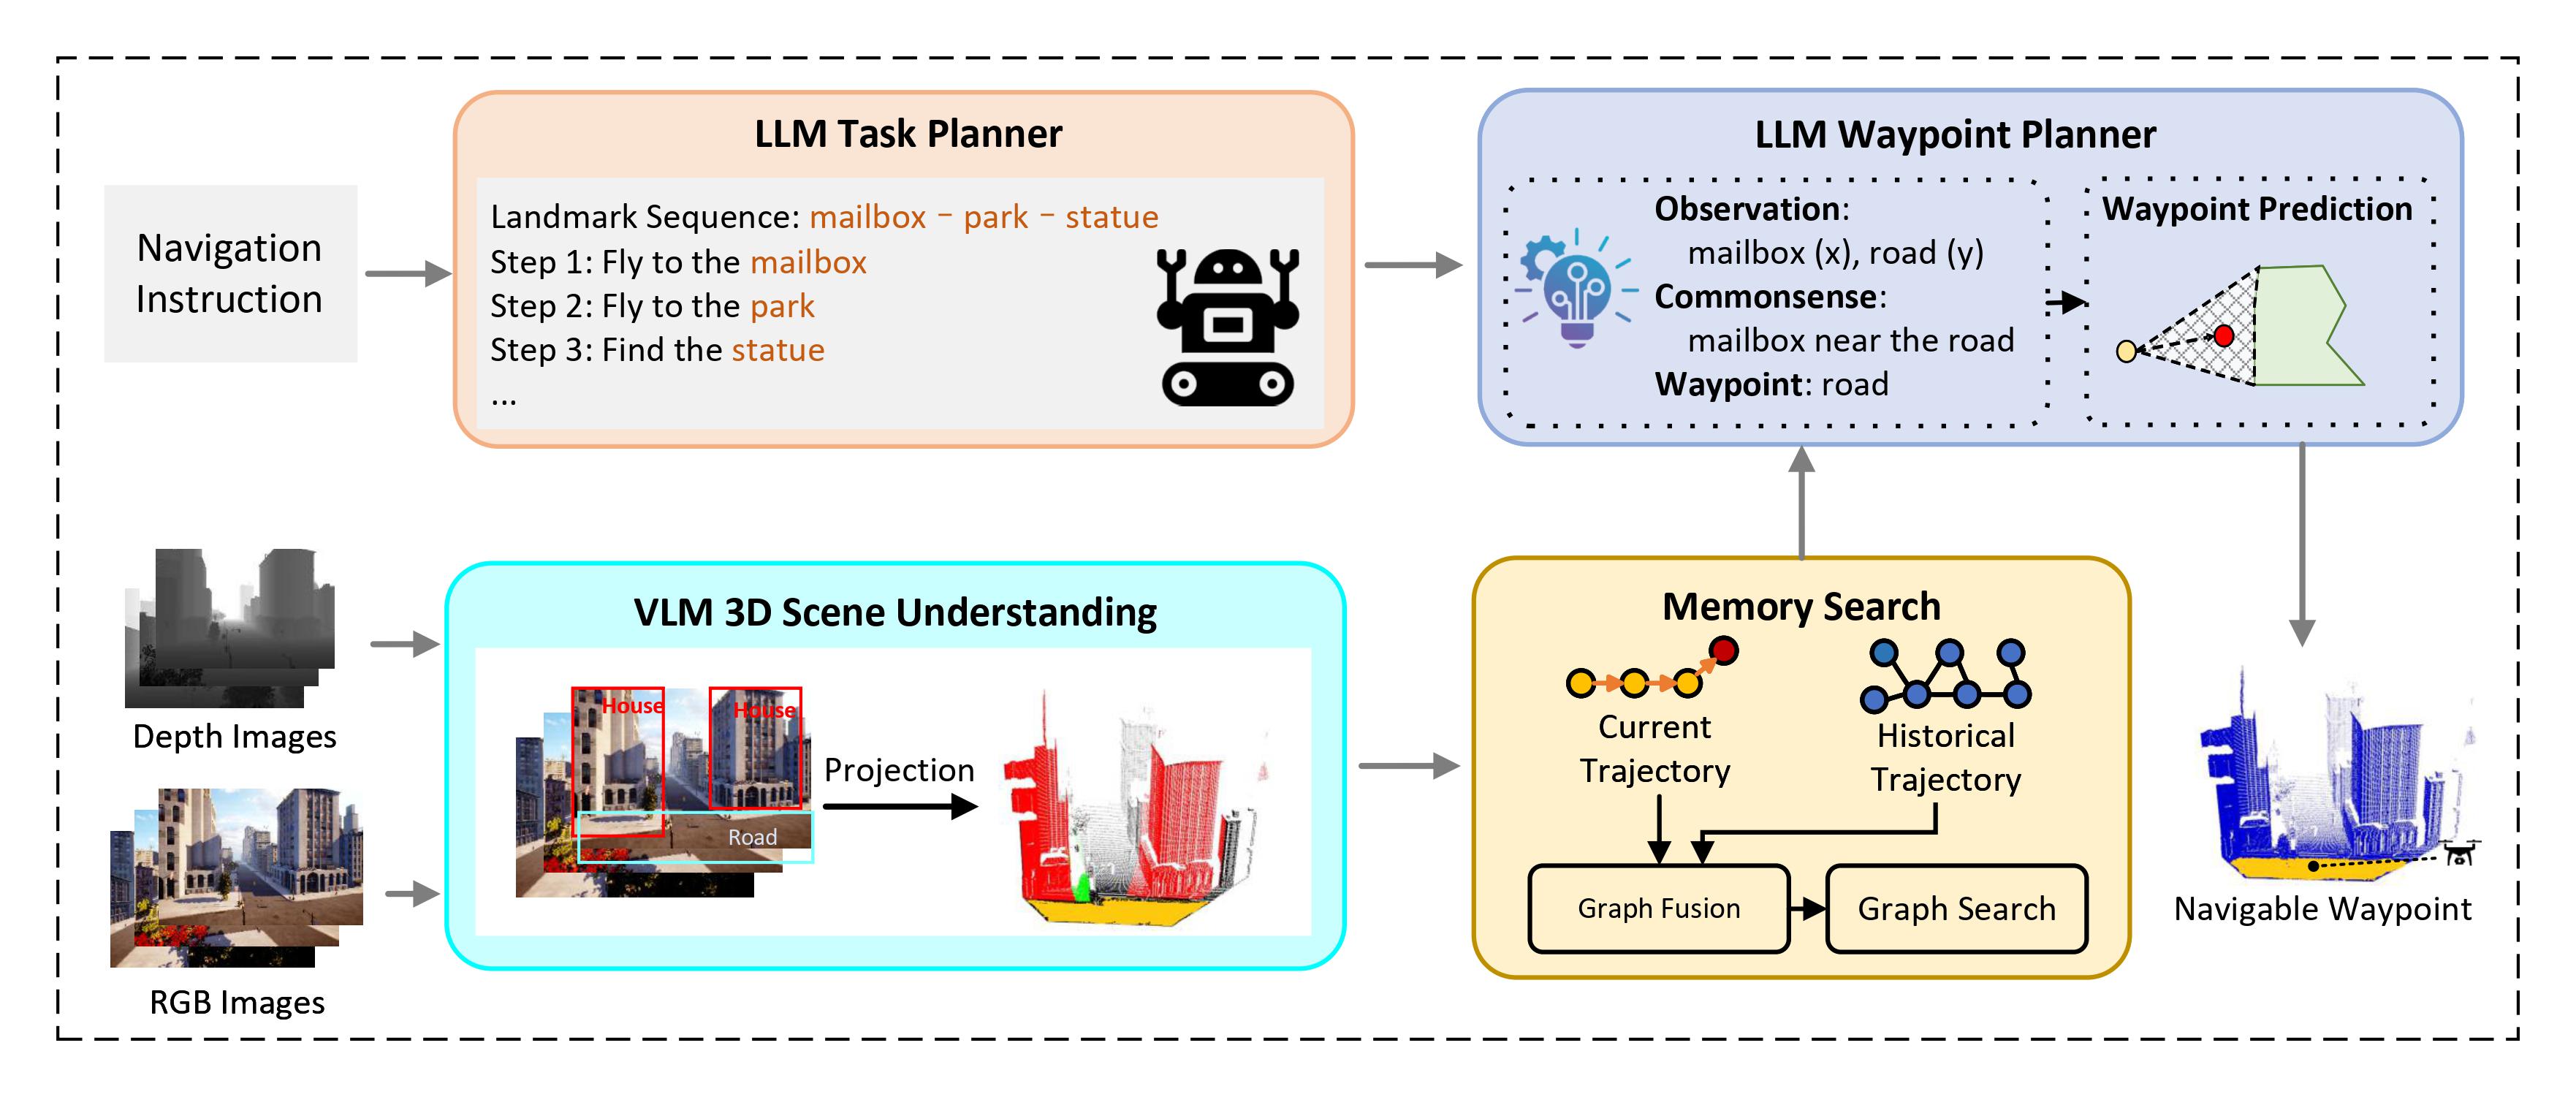 Navigation
Instruction
LLM Task Planner
Landmark Sequence: mailbox – park – statue
Step 1: Fly to the mailbox
Step 2: Fly to the park
Step 3: Find the statue
...
LLM Waypoint Planner
Observation:
mailbox (x), road (y)
Commonsense:
mailbox near the road
Waypoint: road
Waypoint Prediction
Depth Images
RGB Images
VLM 3D Scene Understanding
House
House
Road
Projection
Memory Search
Current
Trajectory
Historical
Trajectory
Graph Fusion
Graph Search
Navigable Waypoint